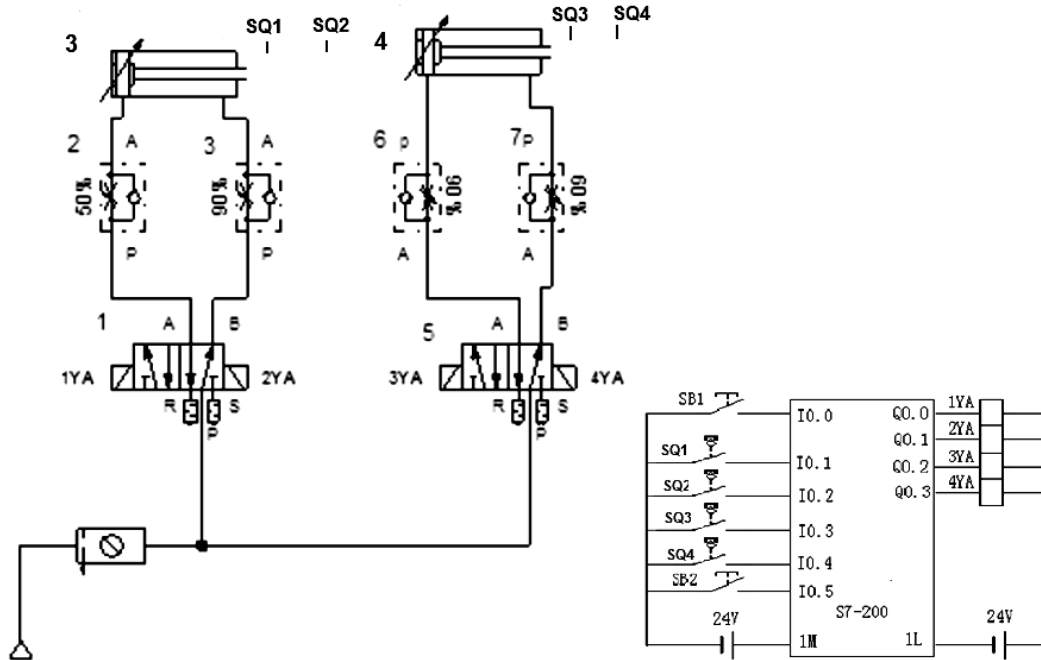 SQ1 SQ2 SQ3 SQ4
3 4
2 A 3 A 6 p 7P
50% 90% 90 % 60 %
P P A A
1 A B 5 A B
1YA 2YA 3YA 4YA
R S R S
P P
SB1 I0.0 Q0.0 1YA
SQ1 I0.1 Q0.1 2YA
SQ2 I0.2 Q0.2 3YA
SQ3 I0.3 Q0.3 4YA
SQ4 I0.4
SB2 I0.5
S7-200
24V 1M 1L 24V